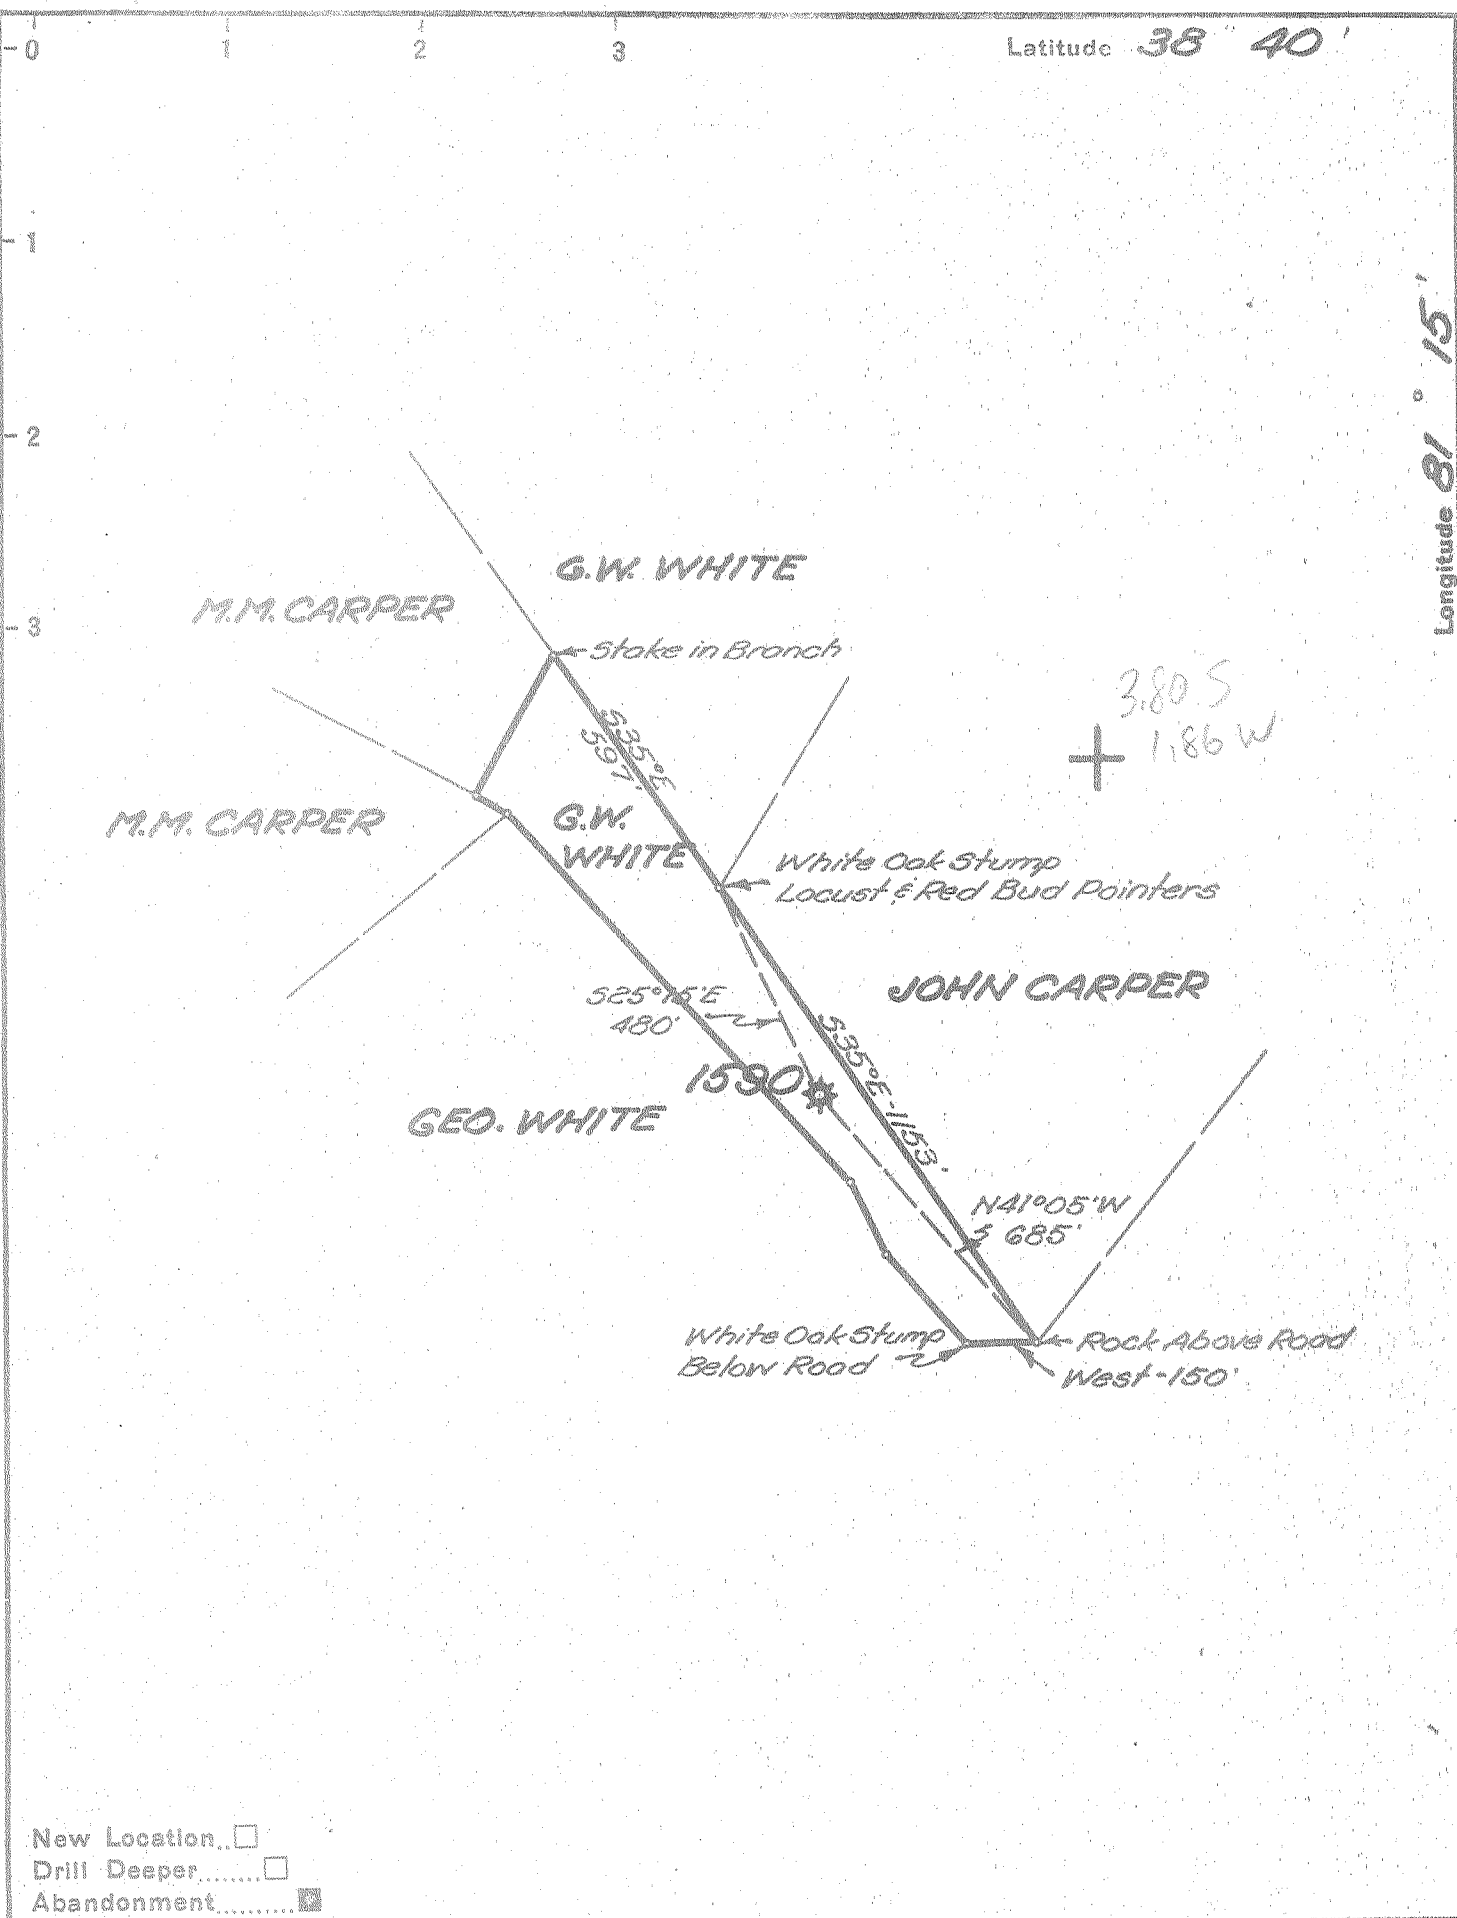 0 1 2 3 Latitude 38 ° 40 '
1
2
3
Longitude 81 ° 15 '
G.W. WHITE
M.M. CARPER
Stake in Branch
3.80 S
1.86 W
S35°E
597'
M.M. CARPER
G.W.
WHITE
White Oak Stump
Locust & Red Bud Pointers
JOHN CARPER
S25°15'E
480'
S35°E-1153'
1590
GEO. WHITE
N41°05'W
685'
White Oak Stump
Below Road
Rock Above Road
West-150'
New Location..
Drill Deeper.......
Abandonment..........